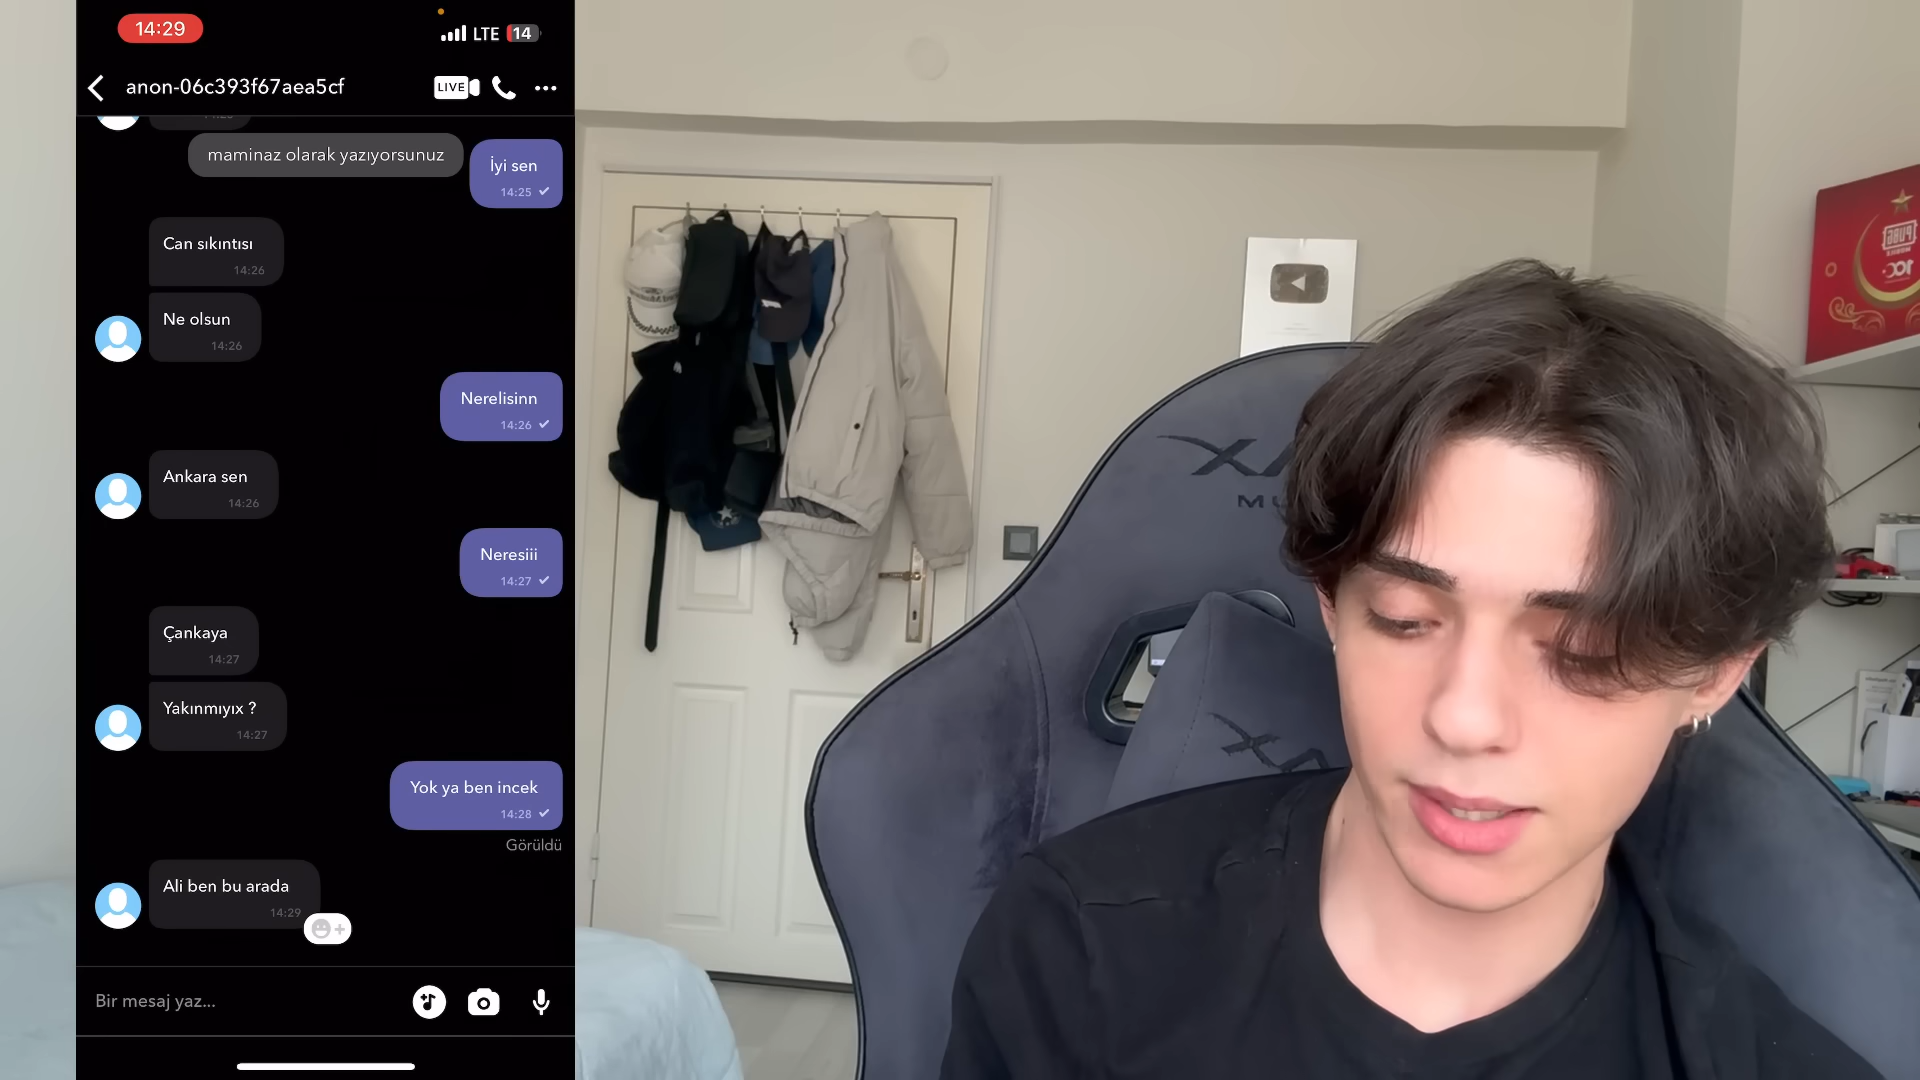 14:29
LTE 14
anon-06c393f67aea5cf
LIVE
maminaz olarak yazıyorsunuz
İyi sen
14:25
Can sıkıntısı
14:26
Ne olsun
14:26
Nerelisinn
14:26
Ankara sen
14:26
Neresiii
14:27
Çankaya
14:27
Yakınmıyıx ?
14:27
Yok ya ben incek
14:28
Görüldü
Ali ben bu arada
14:29
Bir mesaj yaz...
PUBG